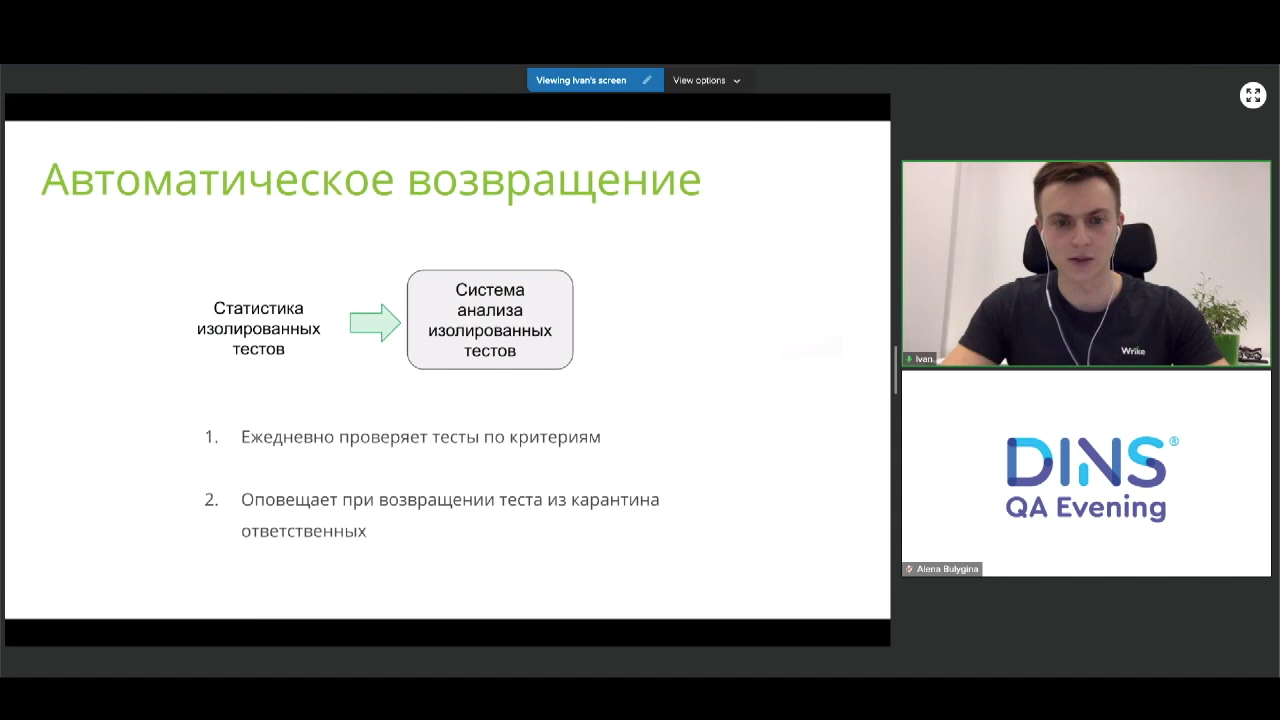 Viewing Ivan's screen
View options
Автоматическое возвращение
Статистика
изолированных
тестов
Система
анализа
изолированных
тестов
1. Ежедневно проверяет тесты по критериям
2. Оповещает при возвращении теста из карантина
ответственных
Wrike
Ivan
DINS®
QA Evening
Alena Bulygina